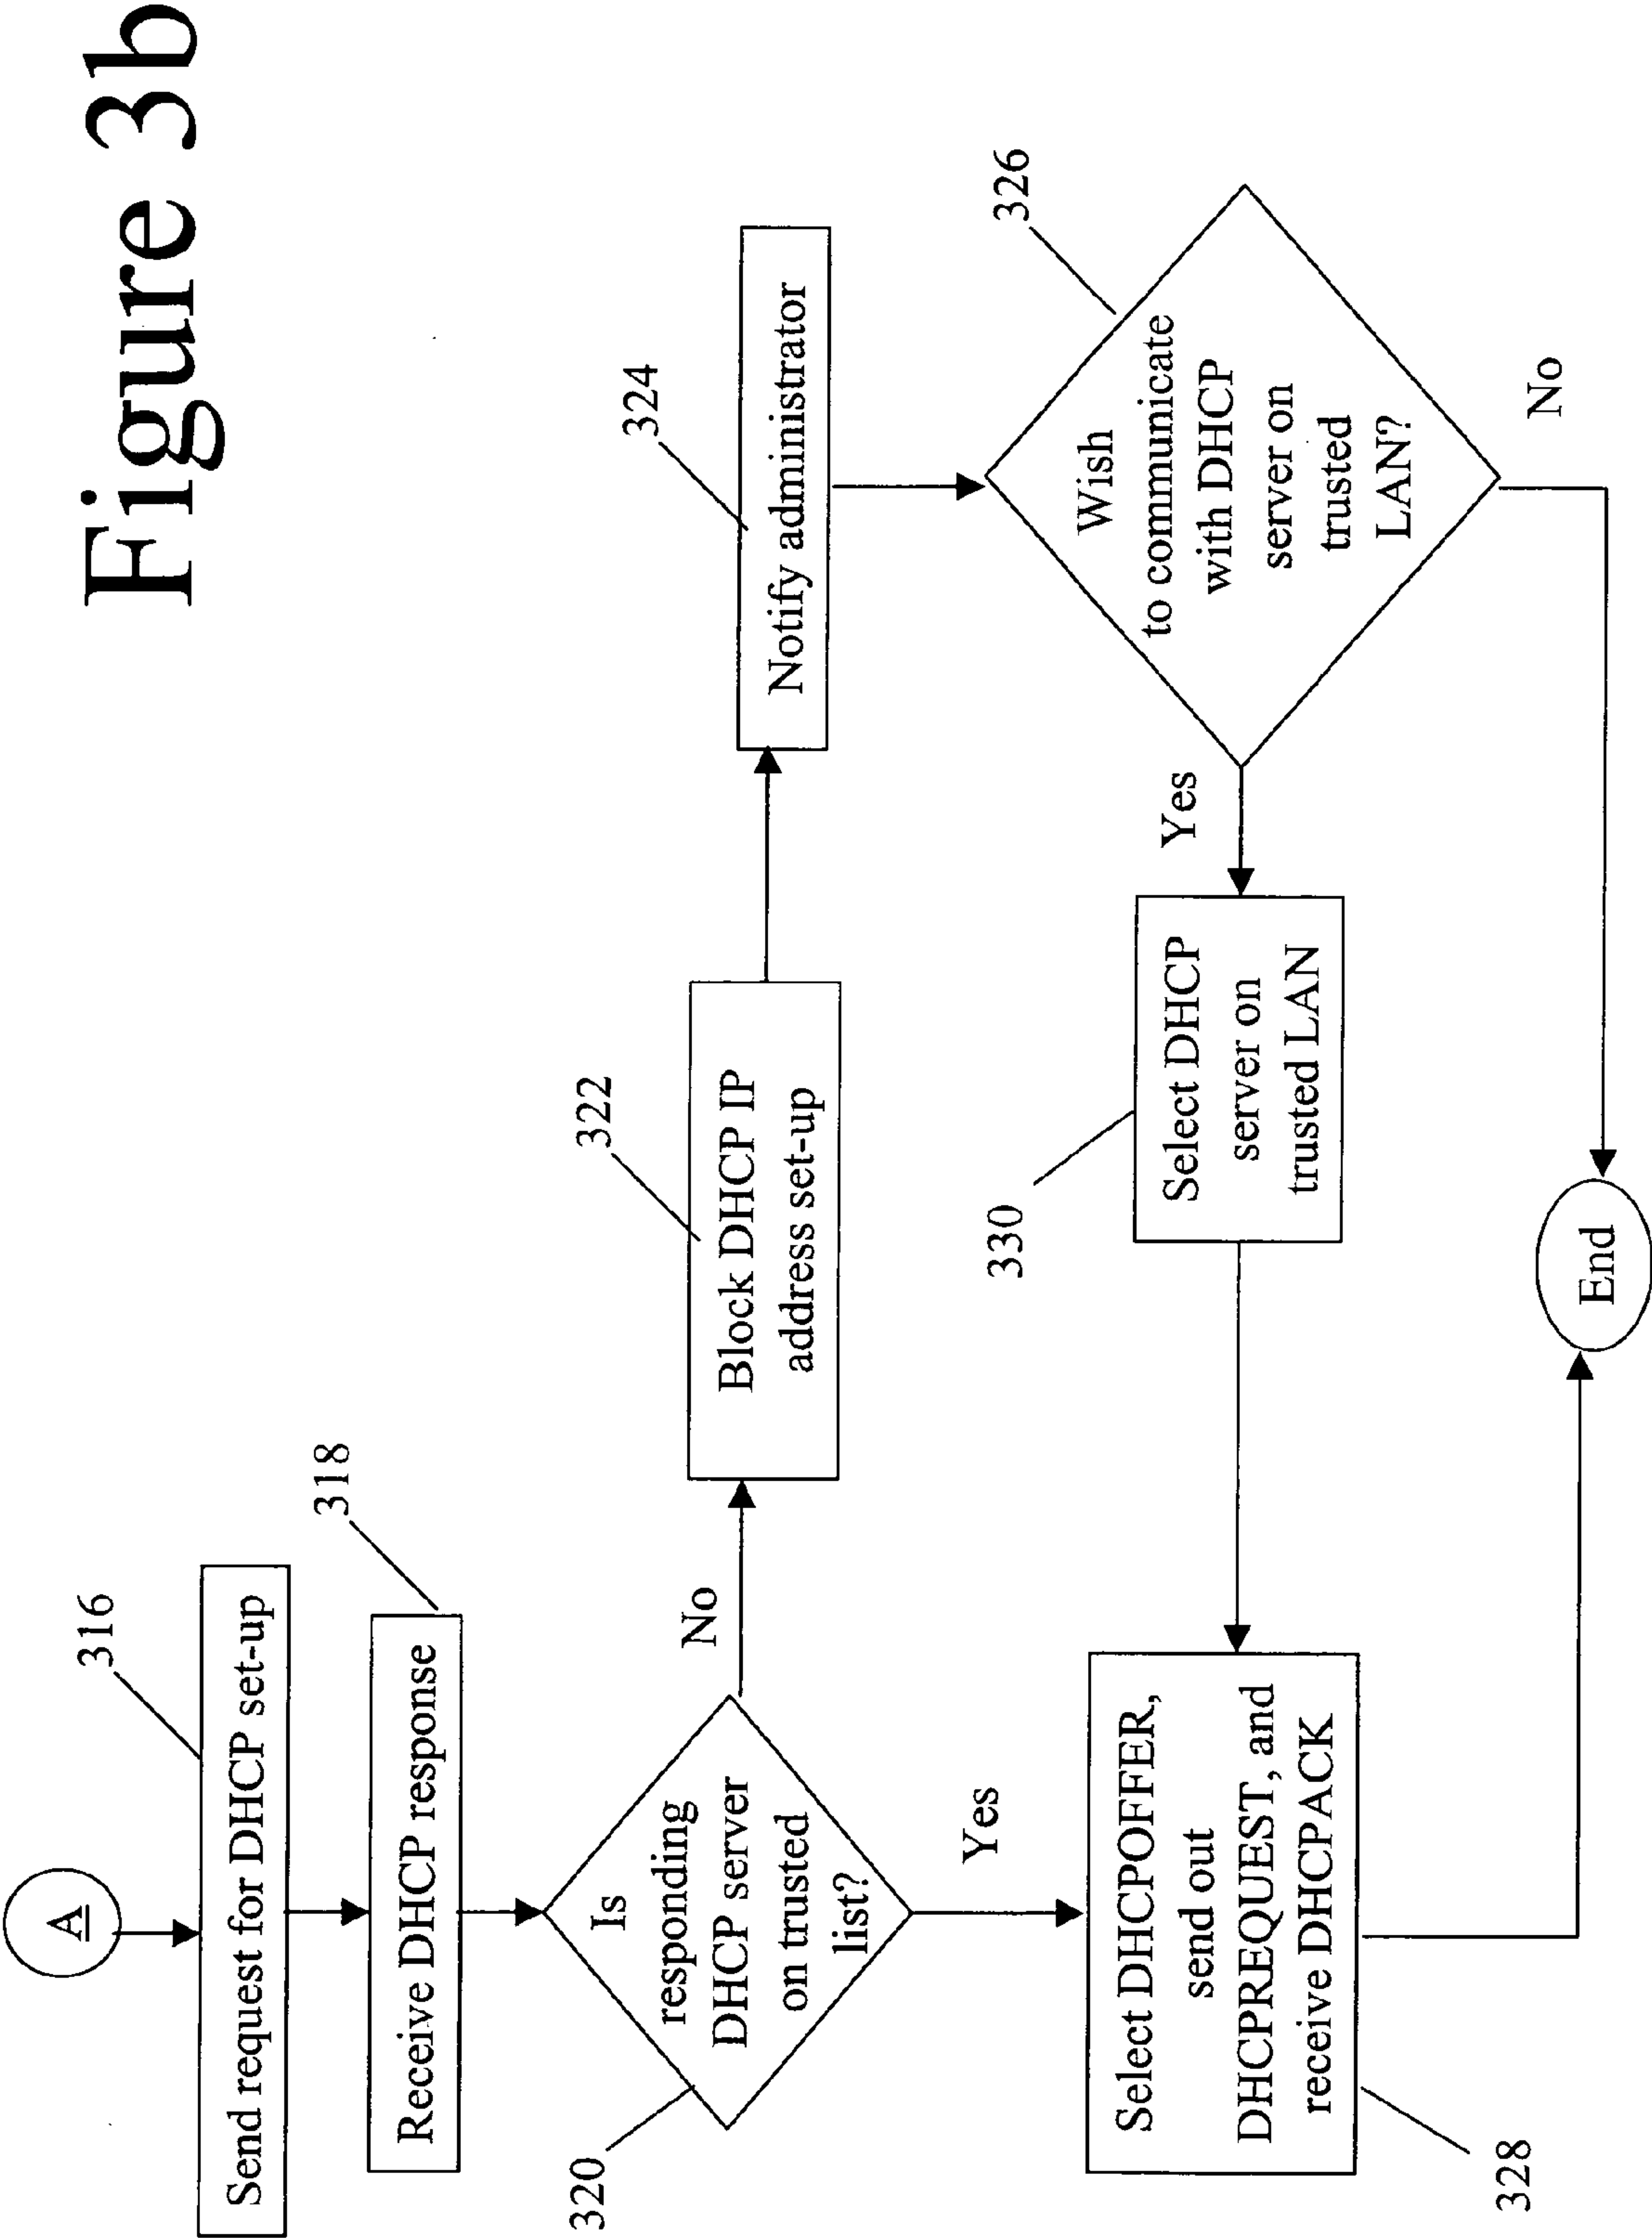 Figure 3b
A
316
Send request for DHCP set-up
318
Receive DHCP response
320
Is
responding
DHCP server
on trusted
list?
No
322
Block DHCP IP
address set-up
324
Notify administrator
326
Wish
to communicate
with DHCP
server on
trusted
LAN?
Yes
No
330
Select DHCP
server on
trusted LAN
Yes
Select DHCPOFFER,
send out
DHCPREQUEST, and
receive DHCPACK
328
End